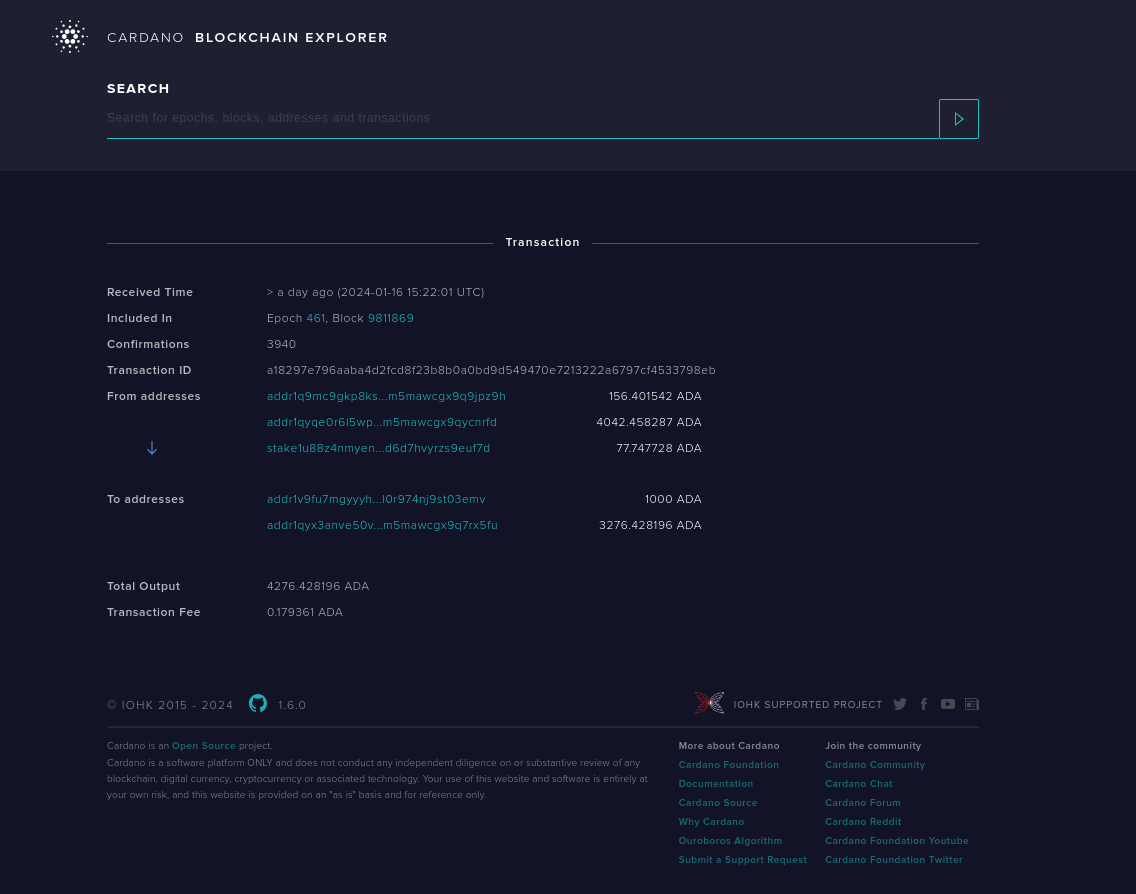 CARDANO BLOCKCHAIN EXPLORER
SEARCH
Search for epochs, blocks, addresses and transactions
Transaction
Received Time > a day ago (2024-01-16 15:22:01 UTC)
Included In Epoch 461, Block 9811869
Confirmations 3940
Transaction ID a18297e796aaba4d2fcd8f23b8b0a0bd9d549470e7213222a6797cf4533798eb
From addresses addr1q9mc9gkp8ks...m5mawcgx9q9jpz9h 156.401542 ADA
addr1qyqe0r6l5wp...m5mawcgx9qycnrfd 4042.458287 ADA
stake1u88z4nmyen...d6d7hvyrzs9euf7d 77.747728 ADA
To addresses addr1v9fu7mgyyyh...l0r974nj9st03emv 1000 ADA
addr1qyx3anve50v...m5mawcgx9q7rx5fu 3276.428196 ADA
Total Output 4276.428196 ADA
Transaction Fee 0.179361 ADA
© IOHK 2015 - 2024 1.6.0
IOHK SUPPORTED PROJECT
Cardano is an Open Source project.
Cardano is a software platform ONLY and does not conduct any independent diligence on or substantive review of any
blockchain, digital currency, cryptocurrency or associated technology. Your use of this website and software is entirely at
your own risk, and this website is provided on an "as is" basis and for reference only.
More about Cardano
Cardano Foundation
Documentation
Cardano Source
Why Cardano
Ouroboros Algorithm
Submit a Support Request
Join the community
Cardano Community
Cardano Chat
Cardano Forum
Cardano Reddit
Cardano Foundation Youtube
Cardano Foundation Twitter